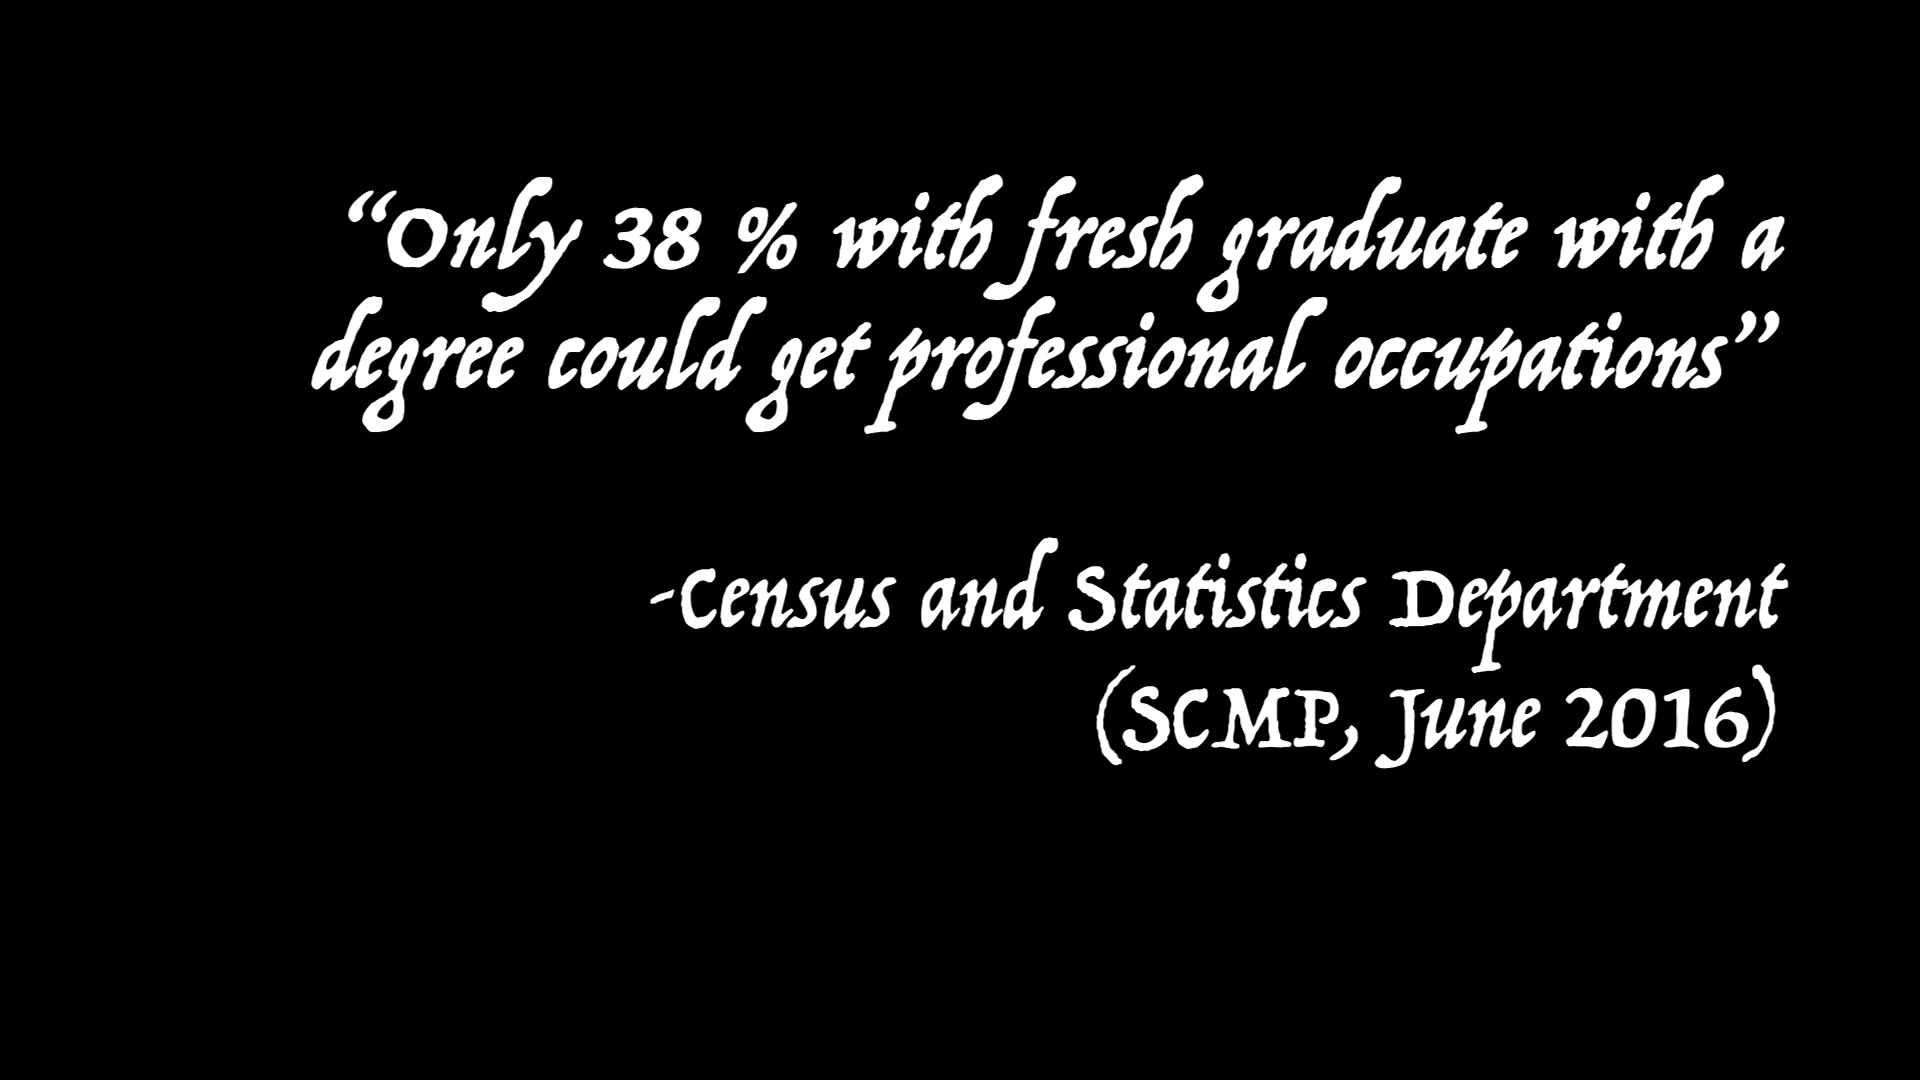 “Only 38 % with fresh graduate with a
degree could get professional occupations”
-Census and Statistics Department
(SCMP, June 2016)